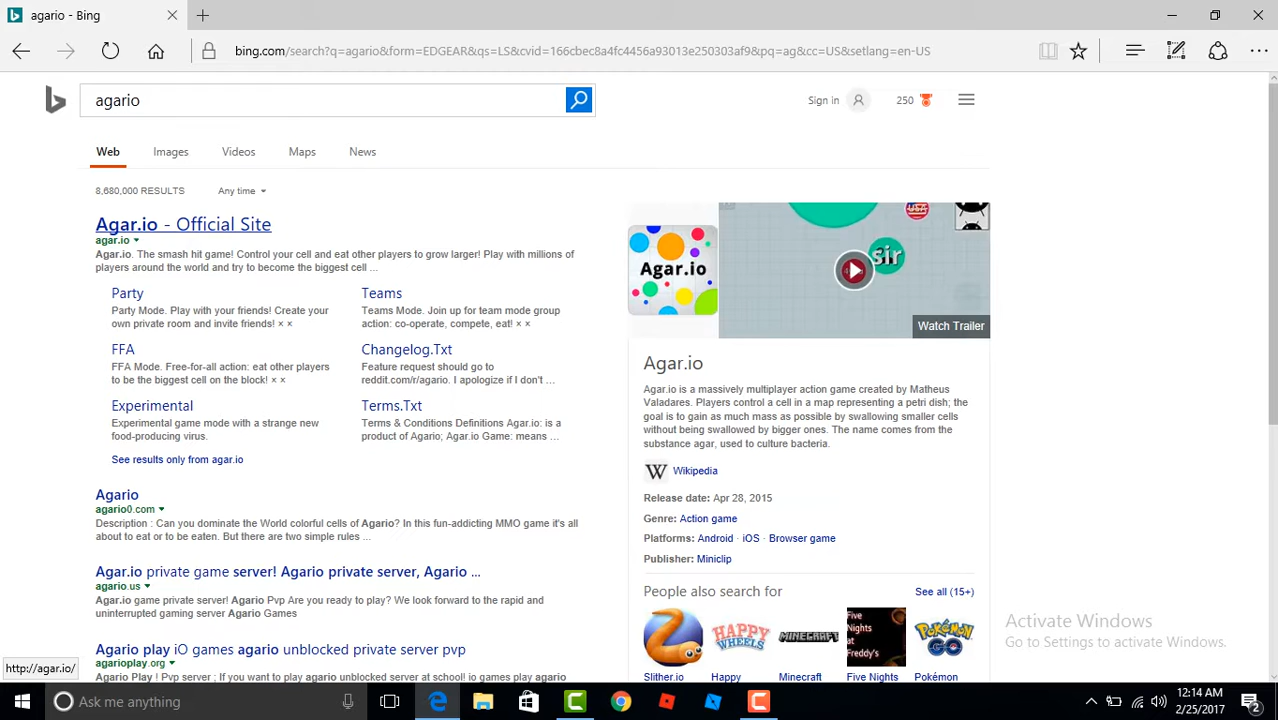 agario - Bing
bing.com/search?q=agario&form=EDGEAR&qs=LS&cvid=166cbec8a4fc4456a93013e250303af9&pq=ag&cc=US&setlang=en-US
agario
Sign in
250
Web Images Videos Maps News
8,680,000 RESULTS Any time
Agar.io - Official Site
agar.io
Agar.io. The smash hit game! Control your cell and eat other players to grow larger! Play with millions of
players around the world and try to become the biggest cell ...
Party
Party Mode. Play with your friends! Create your
own private room and invite friends! × ×
Teams
Teams Mode. Join up for team mode group
action: co-operate, compete, eat! × ×
FFA
FFA Mode. Free-for-all action: eat other players
to be the biggest cell on the block! × ×
Changelog.Txt
Feature request should go to
reddit.com/r/agario. I apologize if I don't ...
Experimental
Experimental game mode with a strange new
food-producing virus.
Terms.Txt
Terms & Conditions Definitions Agar.io: is a
product of Agario; Agar.io Game: means ...
See results only from agar.io
Agario
agario0.com
Description : Can you dominate the World colorful cells of Agario? In this fun-addicting MMO game it's all
about to eat or to be eaten. But there are two simple rules ...
Agar.io private game server! Agario private server, Agario ...
agario.us
Agar.io game private server! Agario Pvp Are you ready to play? We look forward to the rapid and
uninterrupted gaming server Agario Games
Agario play iO games agario unblocked private server pvp
agarioplay.org
Agario Play ! Pvp server ; If you want to play agario unblocked server at school! io games play agario
http://agar.io/
Agar.io
USA
sir
Watch Trailer
Agar.io
Agar.io is a massively multiplayer action game created by Matheus
Valadares. Players control a cell in a map representing a petri dish; the
goal is to gain as much mass as possible by swallowing smaller cells
without being swallowed by bigger ones. The name comes from the
substance agar, used to culture bacteria.
W Wikipedia
Release date: Apr 28, 2015
Genre: Action game
Platforms: Android · iOS · Browser game
Publisher: Miniclip
People also search for See all (15+)
HAPPY WHEELS
MINECRAFT
Five Nights at Freddy's
POKÉMON GO
Slither.io Happy Minecraft Five Nights Pokémon
Activate Windows
Go to Settings to activate Windows.
Ask me anything
12:14 AM
2/25/2017
2